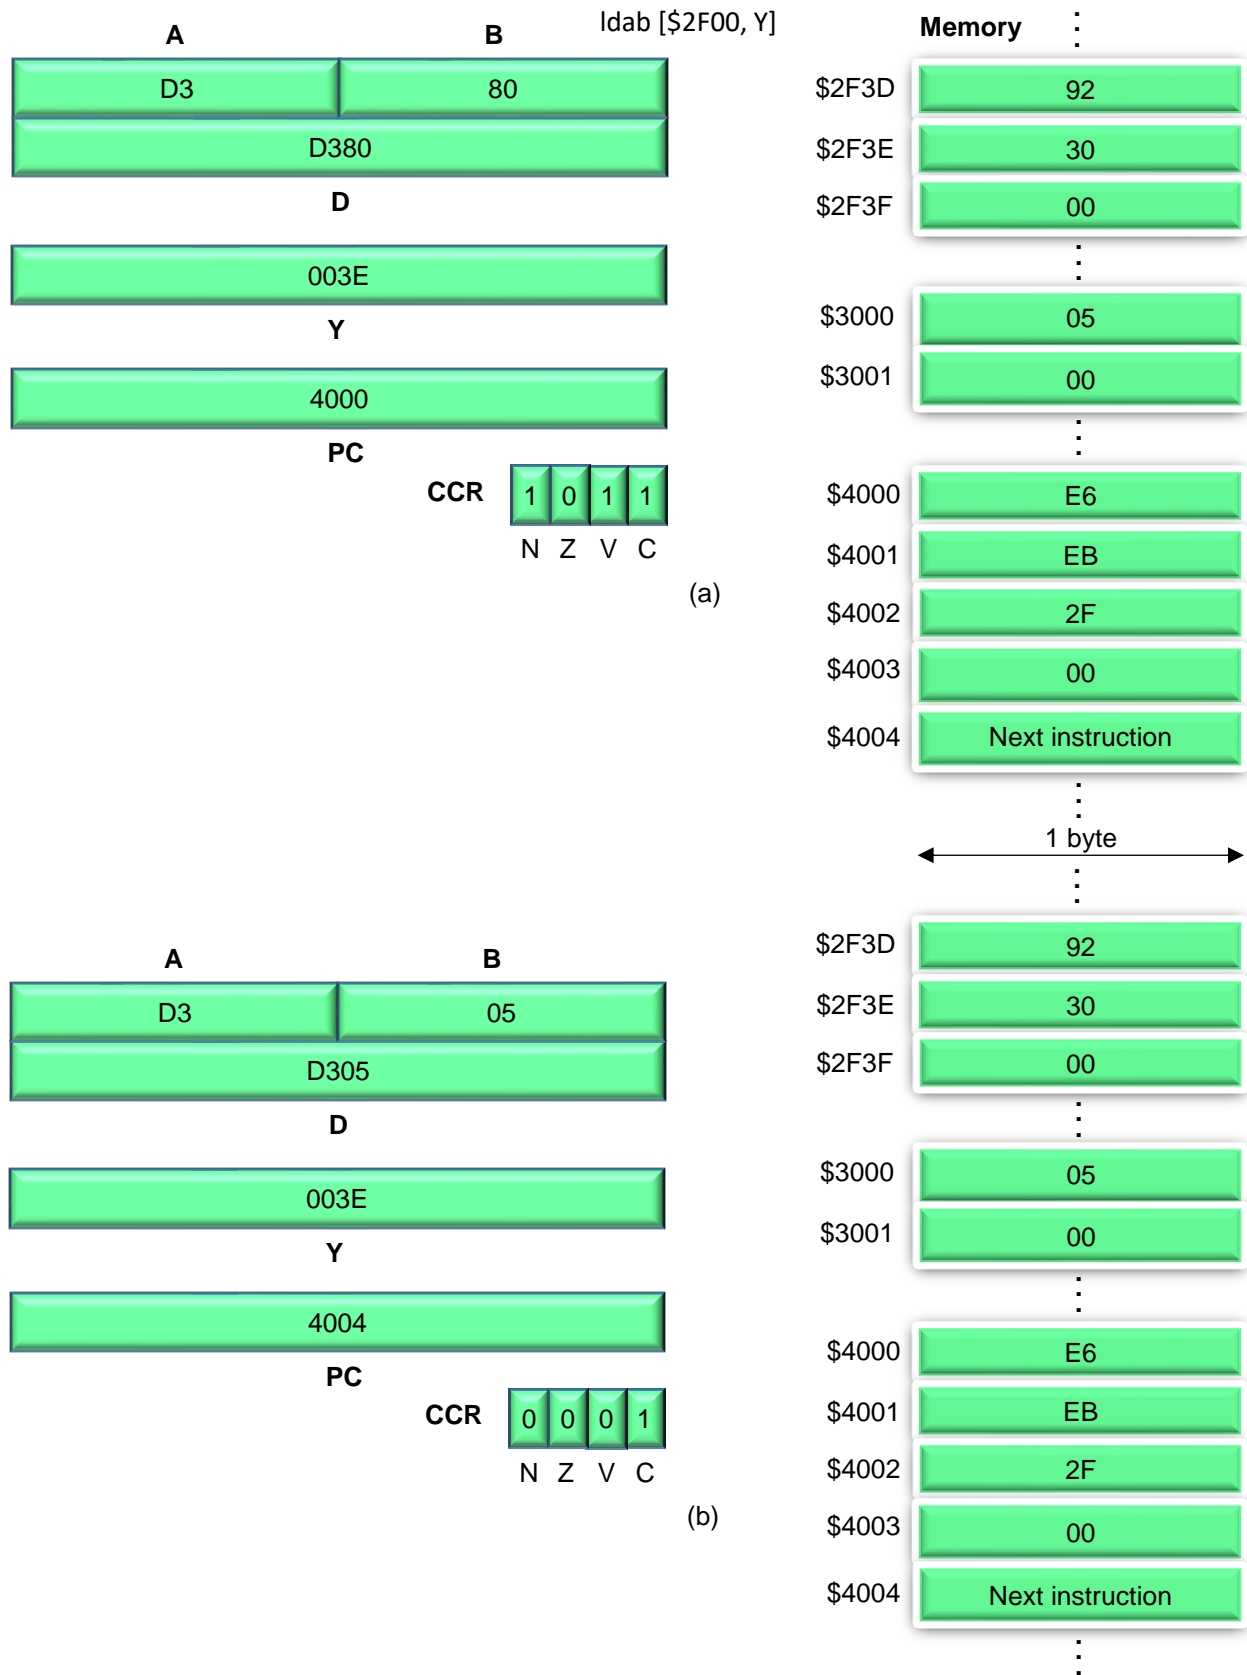 ldab [$2F00, Y]
A B
D3 80
D380
D
003E
Y
4000
PC
CCR 1 0 1 1
N Z V C
(a)
Memory
$2F3D 92
$2F3E 30
$2F3F 00
$3000 05
$3001 00
$4000 E6
$4001 EB
$4002 2F
$4003 00
$4004 Next instruction
1 byte
A B
D3 05
D305
D
003E
Y
4004
PC
CCR 0 0 0 1
N Z V C
(b)
$2F3D 92
$2F3E 30
$2F3F 00
$3000 05
$3001 00
$4000 E6
$4001 EB
$4002 2F
$4003 00
$4004 Next instruction